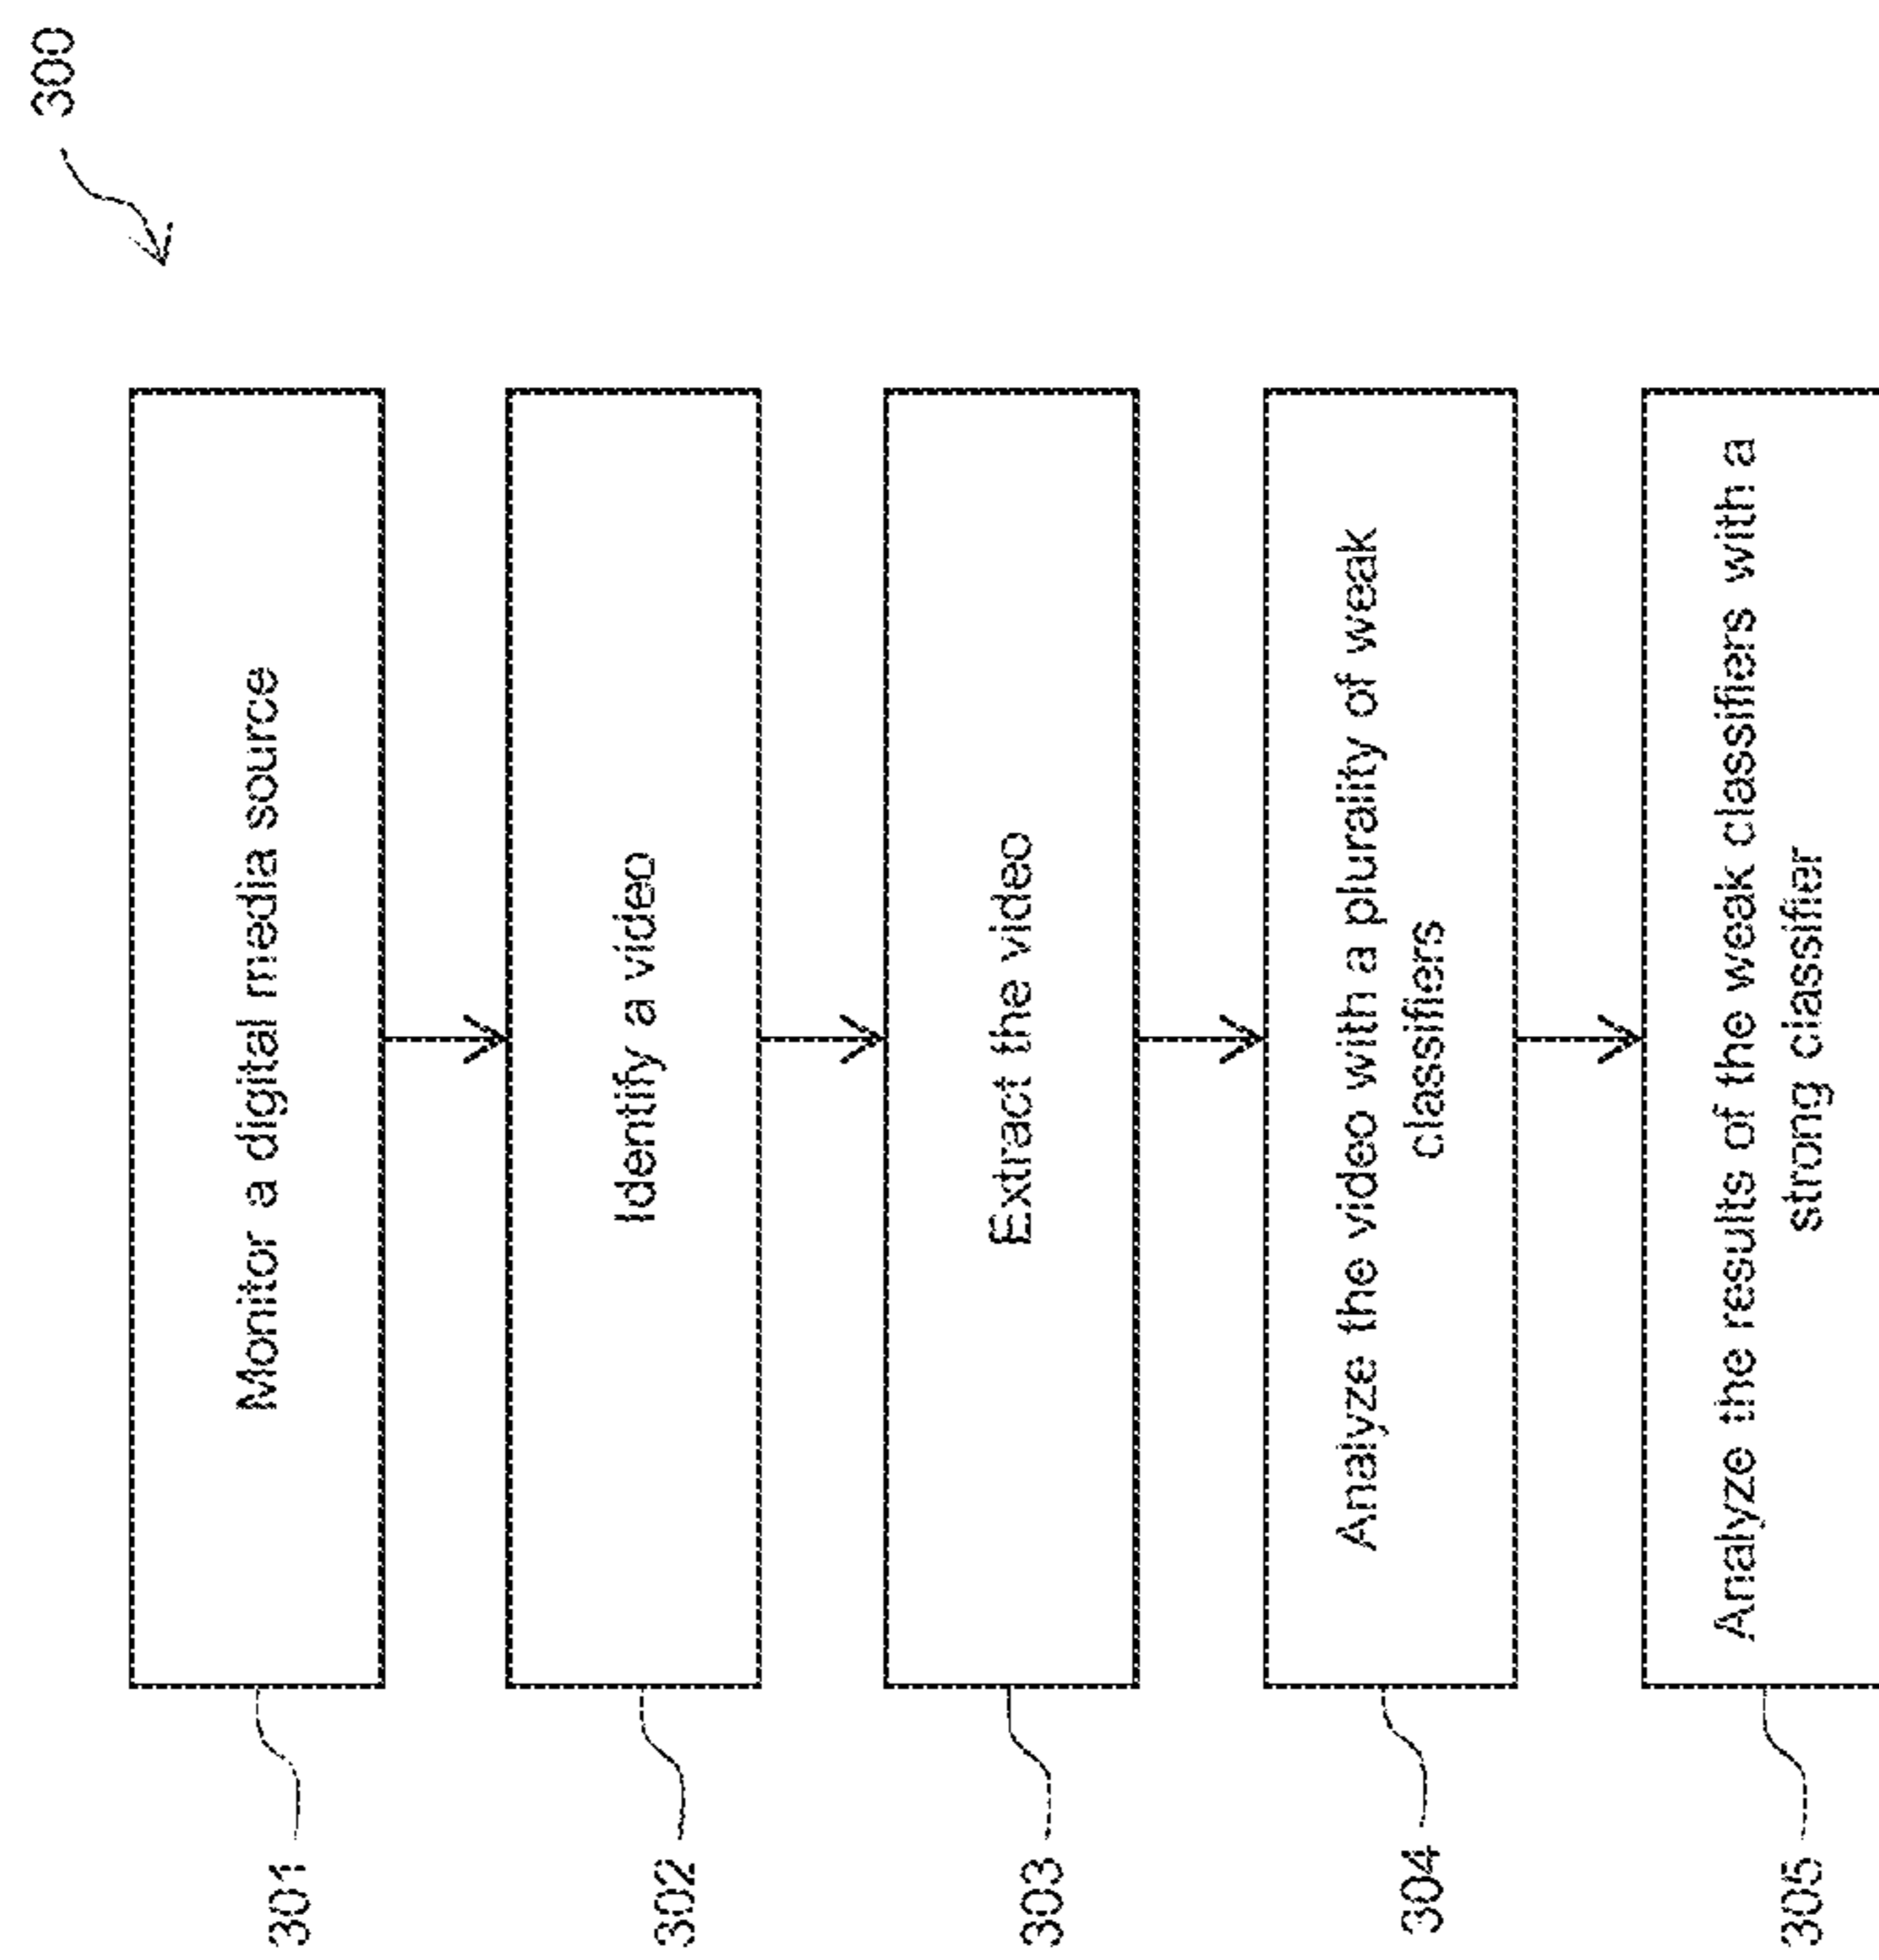 300
301
Monitor a digital media source
302
Identify a video
303
Extract the video
304
Analyze the video with a plurality of weak
classifiers
305
Analyze the results of the weak classifiers with a
strong classifier